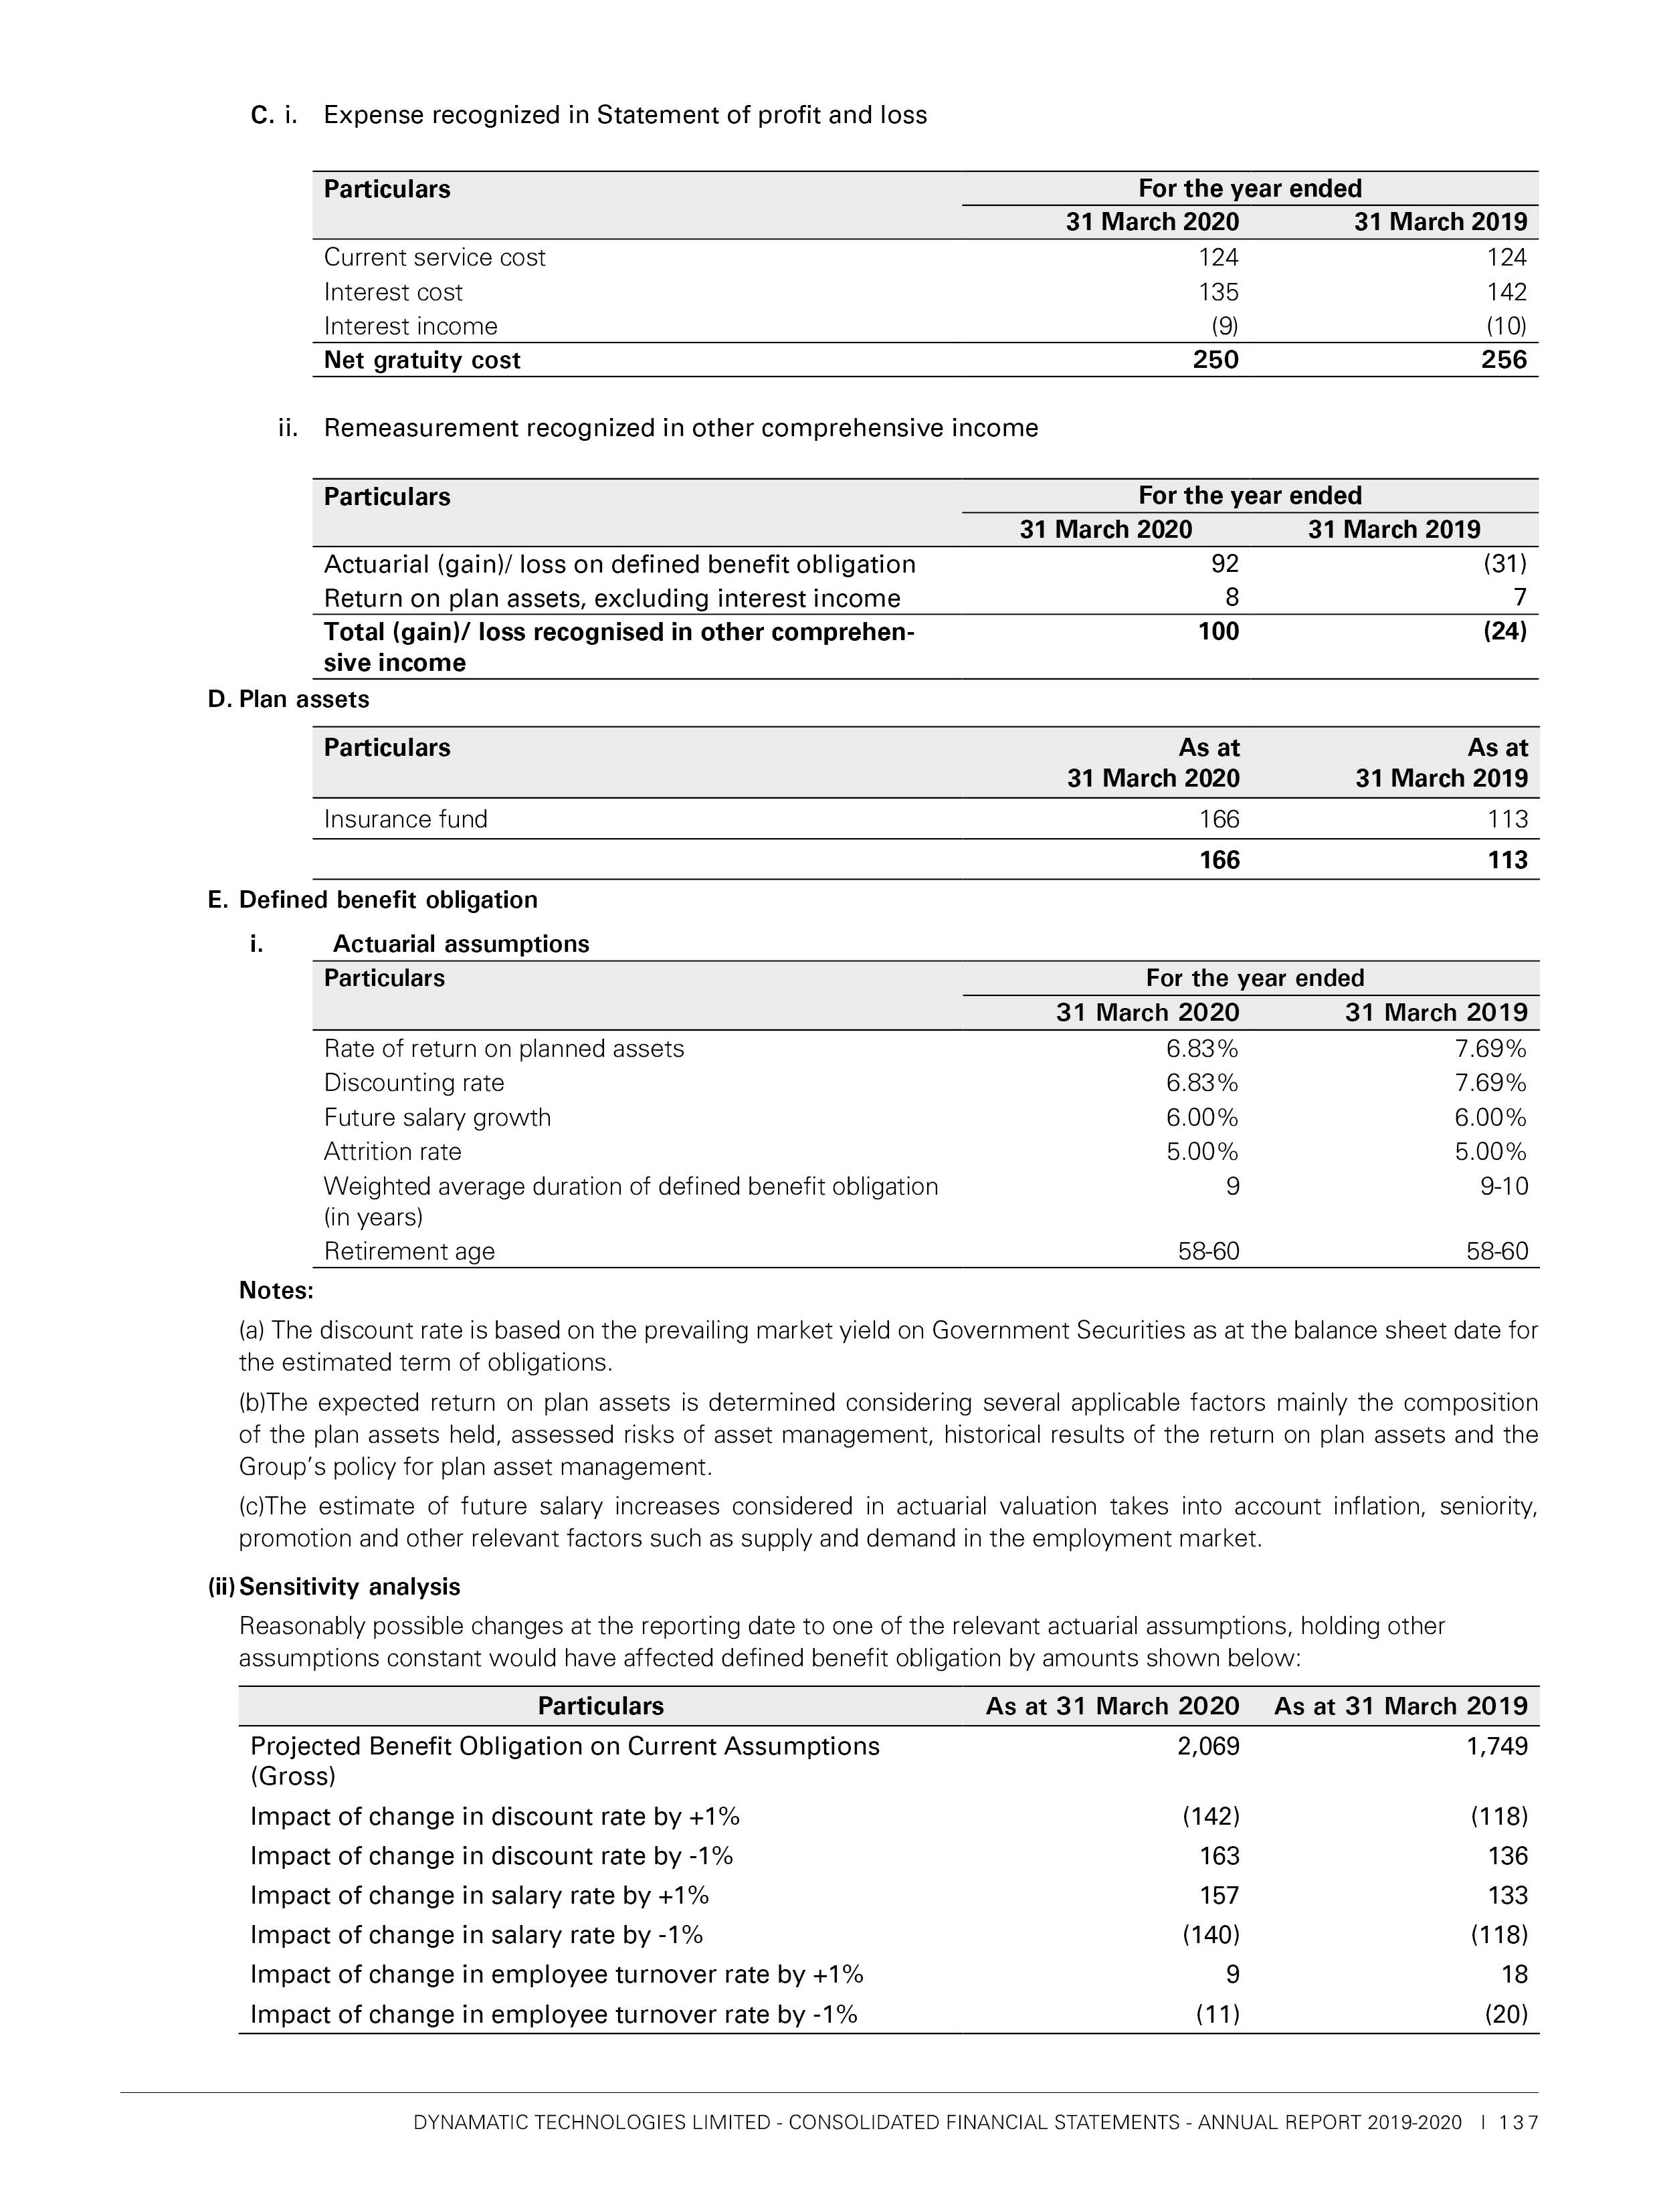 C. i. Expense recognized in Statement of profit and loss
Particulars For the year ended
31 March 2020 31 March 2019
Current service cost 124 124
Interest cost 135 142
Interest income (9) (10)
Net gratuity cost 250 256
ii. Remeasurement recognized in other comprehensive income
Particulars For the year ended
31 March 2020 31 March 2019
Actuarial (gain)/ loss on defined benefit obligation 92 (31)
Return on plan assets, excluding interest income 8 7
Total (gain)/ loss recognised in other comprehen- 100 (24)
sive income
D. Plan assets
Particulars As at As at
31 March 2020 31 March 2019
Insurance fund 166 113
166 113
E. Defined benefit obligation
i. Actuarial assumptions
Particulars For the year ended
31 March 2020 31 March 2019
Rate of return on planned assets 6.83% 7.69%
Discounting rate 6.83% 7.69%
Future salary growth 6.00% 6.00%
Attrition rate 5.00% 5.00%
Weighted average duration of defined benefit obligation 9 9-10
(in years)
Retirement age 58-60 58-60
Notes:
(a) The discount rate is based on the prevailing market yield on Government Securities as at the balance sheet date for
the estimated term of obligations.
(b)The expected return on plan assets is determined considering several applicable factors mainly the composition
of the plan assets held, assessed risks of asset management, historical results of the return on plan assets and the
Group’s policy for plan asset management.
(c)The estimate of future salary increases considered in actuarial valuation takes into account inflation, seniority,
promotion and other relevant factors such as supply and demand in the employment market.
(ii) Sensitivity analysis
Reasonably possible changes at the reporting date to one of the relevant actuarial assumptions, holding other
assumptions constant would have affected defined benefit obligation by amounts shown below:
Particulars As at 31 March 2020 As at 31 March 2019
Projected Benefit Obligation on Current Assumptions 2,069 1,749
(Gross)
Impact of change in discount rate by +1% (142) (118)
Impact of change in discount rate by -1% 163 136
Impact of change in salary rate by +1% 157 133
Impact of change in salary rate by -1% (140) (118)
Impact of change in employee turnover rate by +1% 9 18
Impact of change in employee turnover rate by -1% (11) (20)
DYNAMATIC TECHNOLOGIES LIMITED - CONSOLIDATED FINANCIAL STATEMENTS - ANNUAL REPORT 2019-2020 | 137